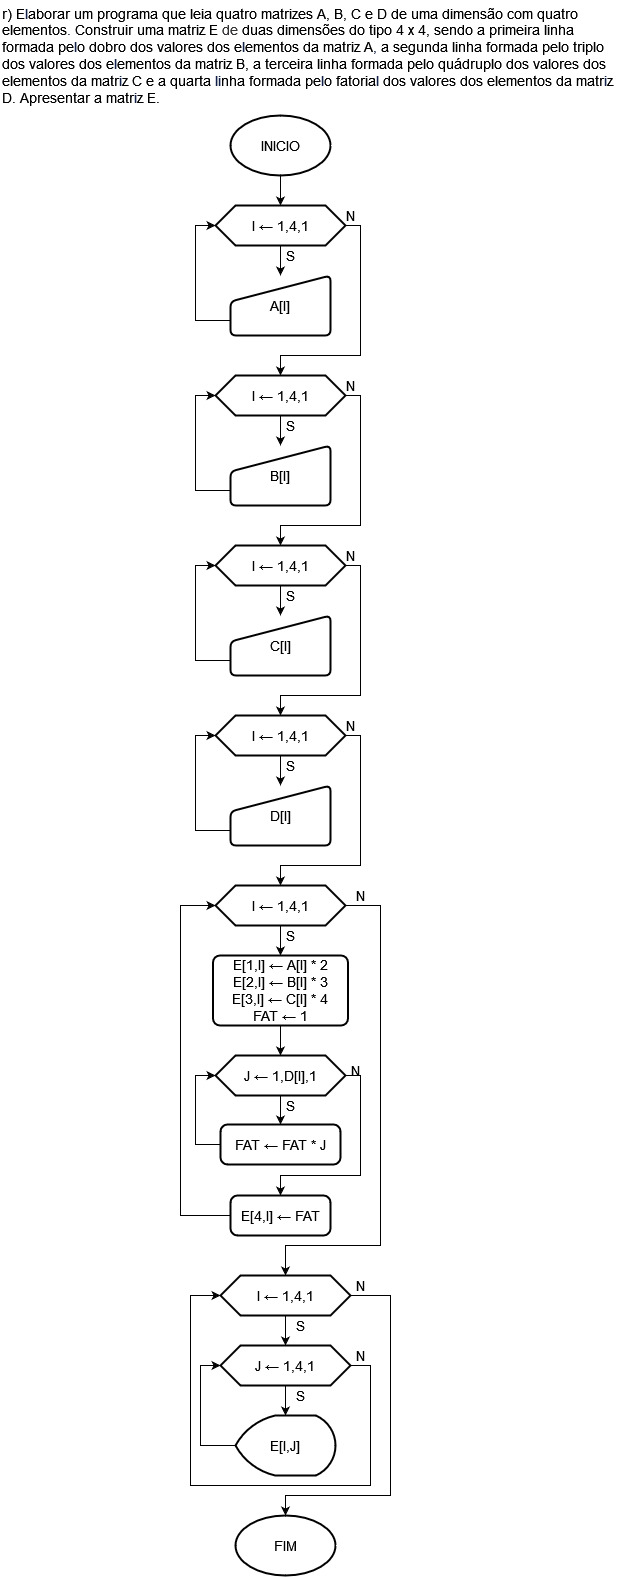 r) Elaborar um programa que leia quatro matrizes A, B, C e D de uma dimensão com quatro
elementos. Construir uma matriz E de duas dimensões do tipo 4 x 4, sendo a primeira linha
formada pelo dobro dos valores dos elementos da matriz A, a segunda linha formada pelo triplo
dos valores dos elementos da matriz B, a terceira linha formada pelo quádruplo dos valores dos
elementos da matriz C e a quarta linha formada pelo fatorial dos valores dos elementos da matriz
D. Apresentar a matriz E.
INICIO
I ← 1,4,1
N
S
A[I]
I ← 1,4,1
N
S
B[I]
I ← 1,4,1
N
S
C[I]
I ← 1,4,1
N
S
D[I]
I ← 1,4,1
N
S
E[1,I] ← A[I] * 2
E[2,I] ← B[I] * 3
E[3,I] ← C[I] * 4
FAT ← 1
J ← 1,D[I],1
N
S
FAT ← FAT * J
E[4,I] ← FAT
I ← 1,4,1
N
S
J ← 1,4,1
N
S
E[I,J]
FIM